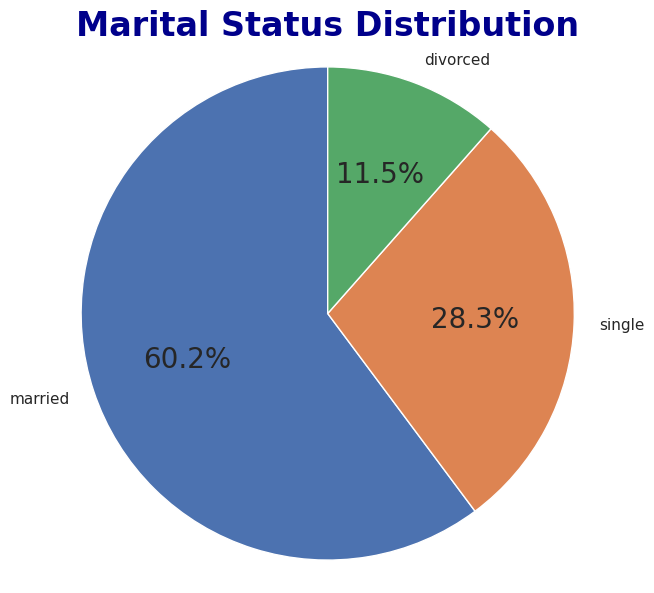 Marital Status Distribution
divorced
11.5%
28.3%
single
60.2%
married